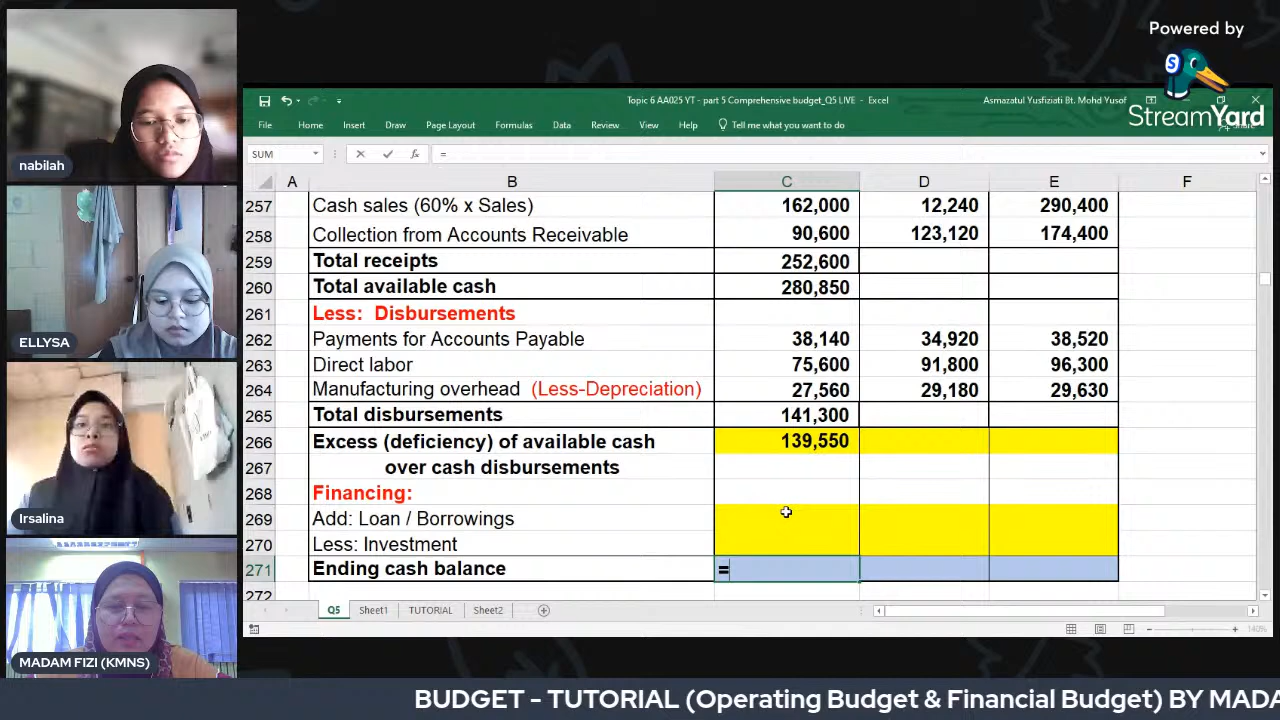 Powered by
StreamYard
nabilah
ELLYSA
Irsalina
MADAM FIZI (KMNS)
Topic 6 AA025 YT - part 5 Comprehensive budget_Q5 LIVE - Excel
Asmazatul Yusfiziati Bt. Mohd Yusof
File Home Insert Draw Page Layout Formulas Data Review View Help Tell me what you want to do
SUM fx =
A B C D E F
257 Cash sales (60% x Sales) 162,000 12,240 290,400
258 Collection from Accounts Receivable 90,600 123,120 174,400
259 Total receipts 252,600
260 Total available cash 280,850
261 Less: Disbursements
262 Payments for Accounts Payable 38,140 34,920 38,520
263 Direct labor 75,600 91,800 96,300
264 Manufacturing overhead (Less-Depreciation) 27,560 29,180 29,630
265 Total disbursements 141,300
266 Excess (deficiency) of available cash 139,550
267 over cash disbursements
268 Financing:
269 Add: Loan / Borrowings
270 Less: Investment
271 Ending cash balance =
272
Q5 Sheet1 TUTORIAL Sheet2
140%
BUDGET - TUTORIAL (Operating Budget & Financial Budget) BY MADA